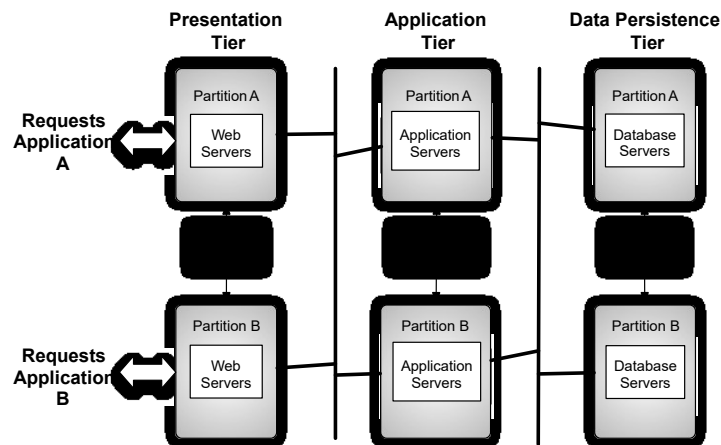 Presentation
Tier
Application
Tier
Data Persistence
Tier
Requests
Application
A
Partition A
Web
Servers
Partition A
Application
Servers
Partition A
Database
Servers
Requests
Application
B
Partition B
Web
Servers
Partition B
Application
Servers
Partition B
Database
Servers